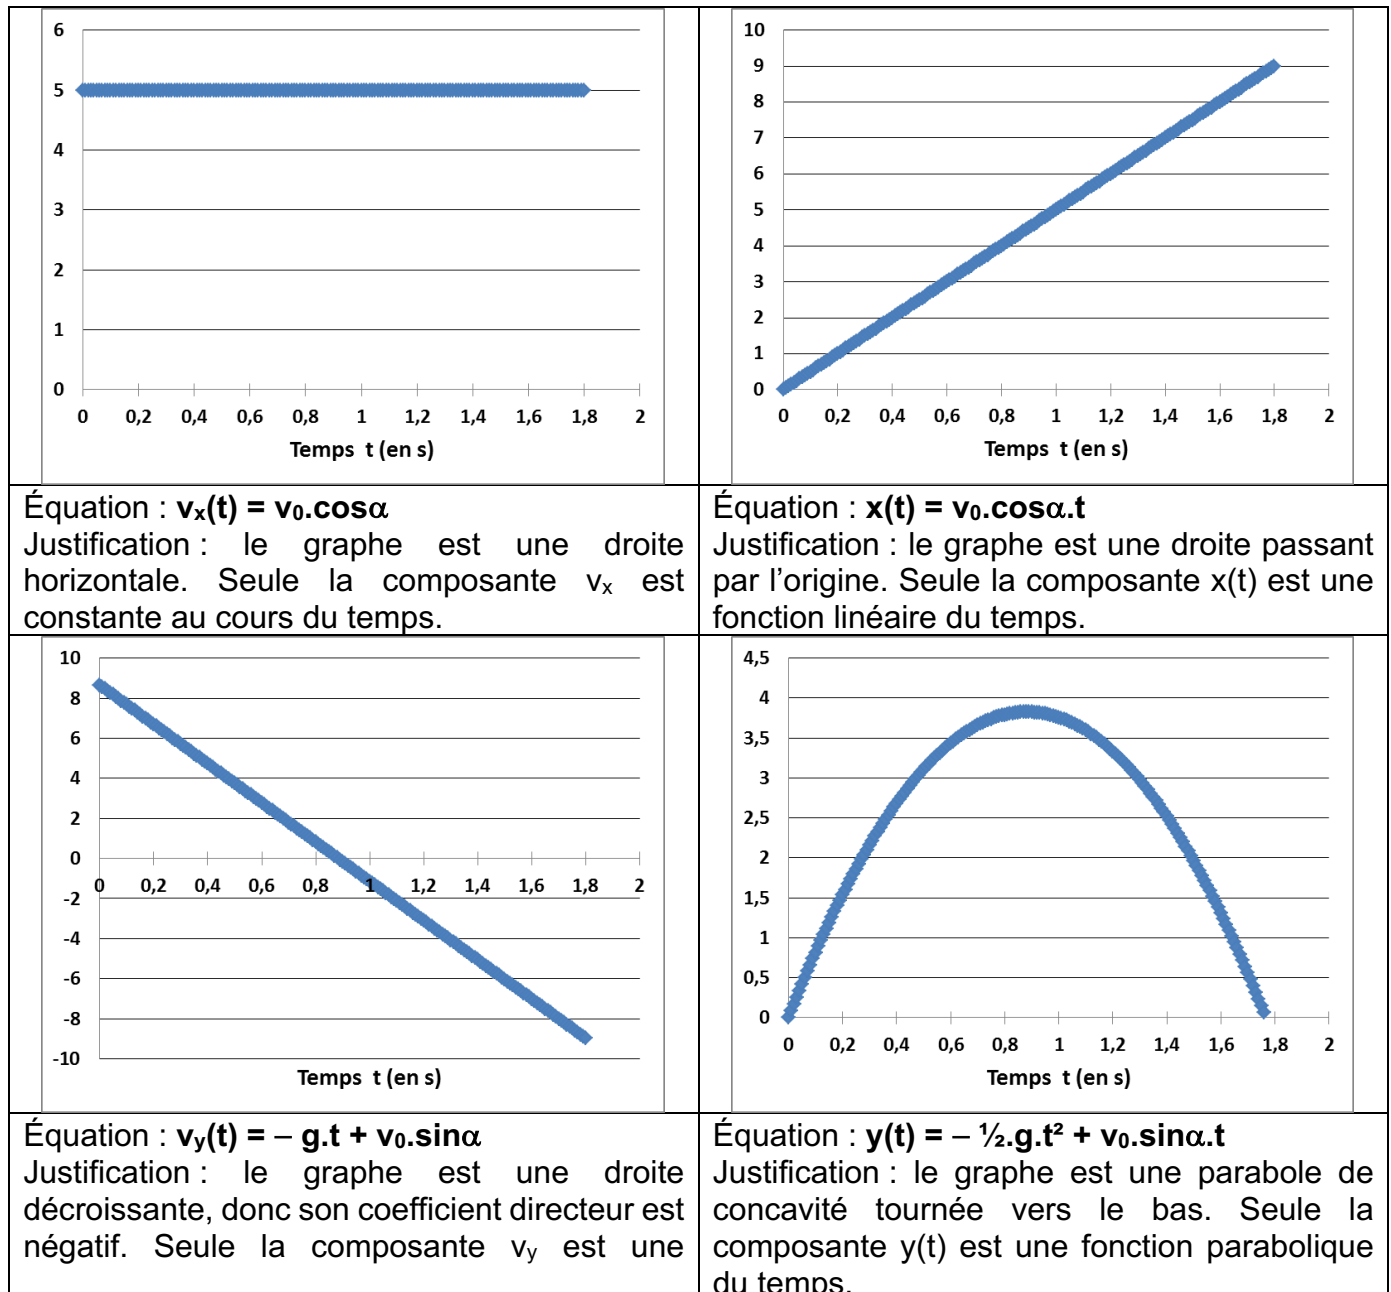 6
5
4
3
2
1
0
0 0,2 0,4 0,6 0,8 1 1,2 1,4 1,6 1,8 2
Temps t (en s)
10
9
8
7
6
5
4
3
2
1
0
0 0,2 0,4 0,6 0,8 1 1,2 1,4 1,6 1,8 2
Temps t (en s)
Équation : vₓ(t) = v₀.cosα
Justification : le graphe est une droite
horizontale. Seule la composante vₓ est
constante au cours du temps.
Équation : x(t) = v₀.cosα.t
Justification : le graphe est une droite passant
par l’origine. Seule la composante x(t) est une
fonction linéaire du temps.
10
8
6
4
2
0
0 0,2 0,4 0,6 0,8 1 1,2 1,4 1,6 1,8 2
-2
-4
-6
-8
-10
Temps t (en s)
4,5
4
3,5
3
2,5
2
1,5
1
0,5
0
0 0,2 0,4 0,6 0,8 1 1,2 1,4 1,6 1,8 2
Temps t (en s)
Équation : vy(t) = – g.t + v₀.sinα
Justification : le graphe est une droite
décroissante, donc son coefficient directeur est
négatif. Seule la composante vy est une
Équation : y(t) = – ½.g.t² + v₀.sinα.t
Justification : le graphe est une parabole de
concavité tournée vers le bas. Seule la
composante y(t) est une fonction parabolique
du temps.